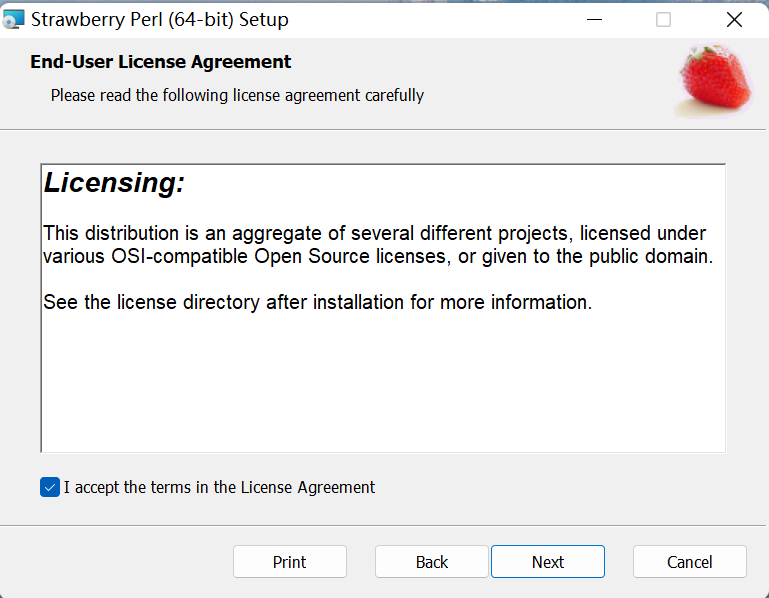 Strawberry Perl (64-bit) Setup
End-User License Agreement
Please read the following license agreement carefully
Licensing:
This distribution is an aggregate of several different projects, licensed under
various OSI-compatible Open Source licenses, or given to the public domain.
See the license directory after installation for more information.
I accept the terms in the License Agreement
Print
Back
Next
Cancel